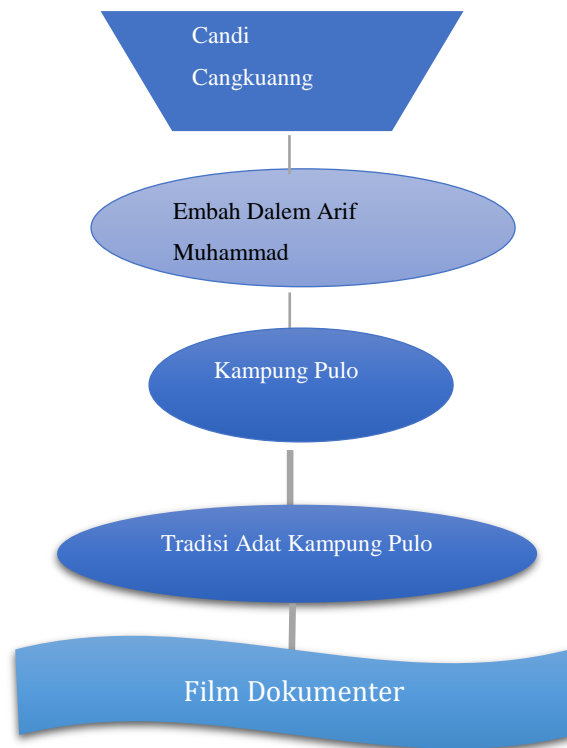 Candi
Cangkuanng
Embah Dalem Arif
Muhammad
Kampung Pulo
Tradisi Adat Kampung Pulo
Film Dokumenter